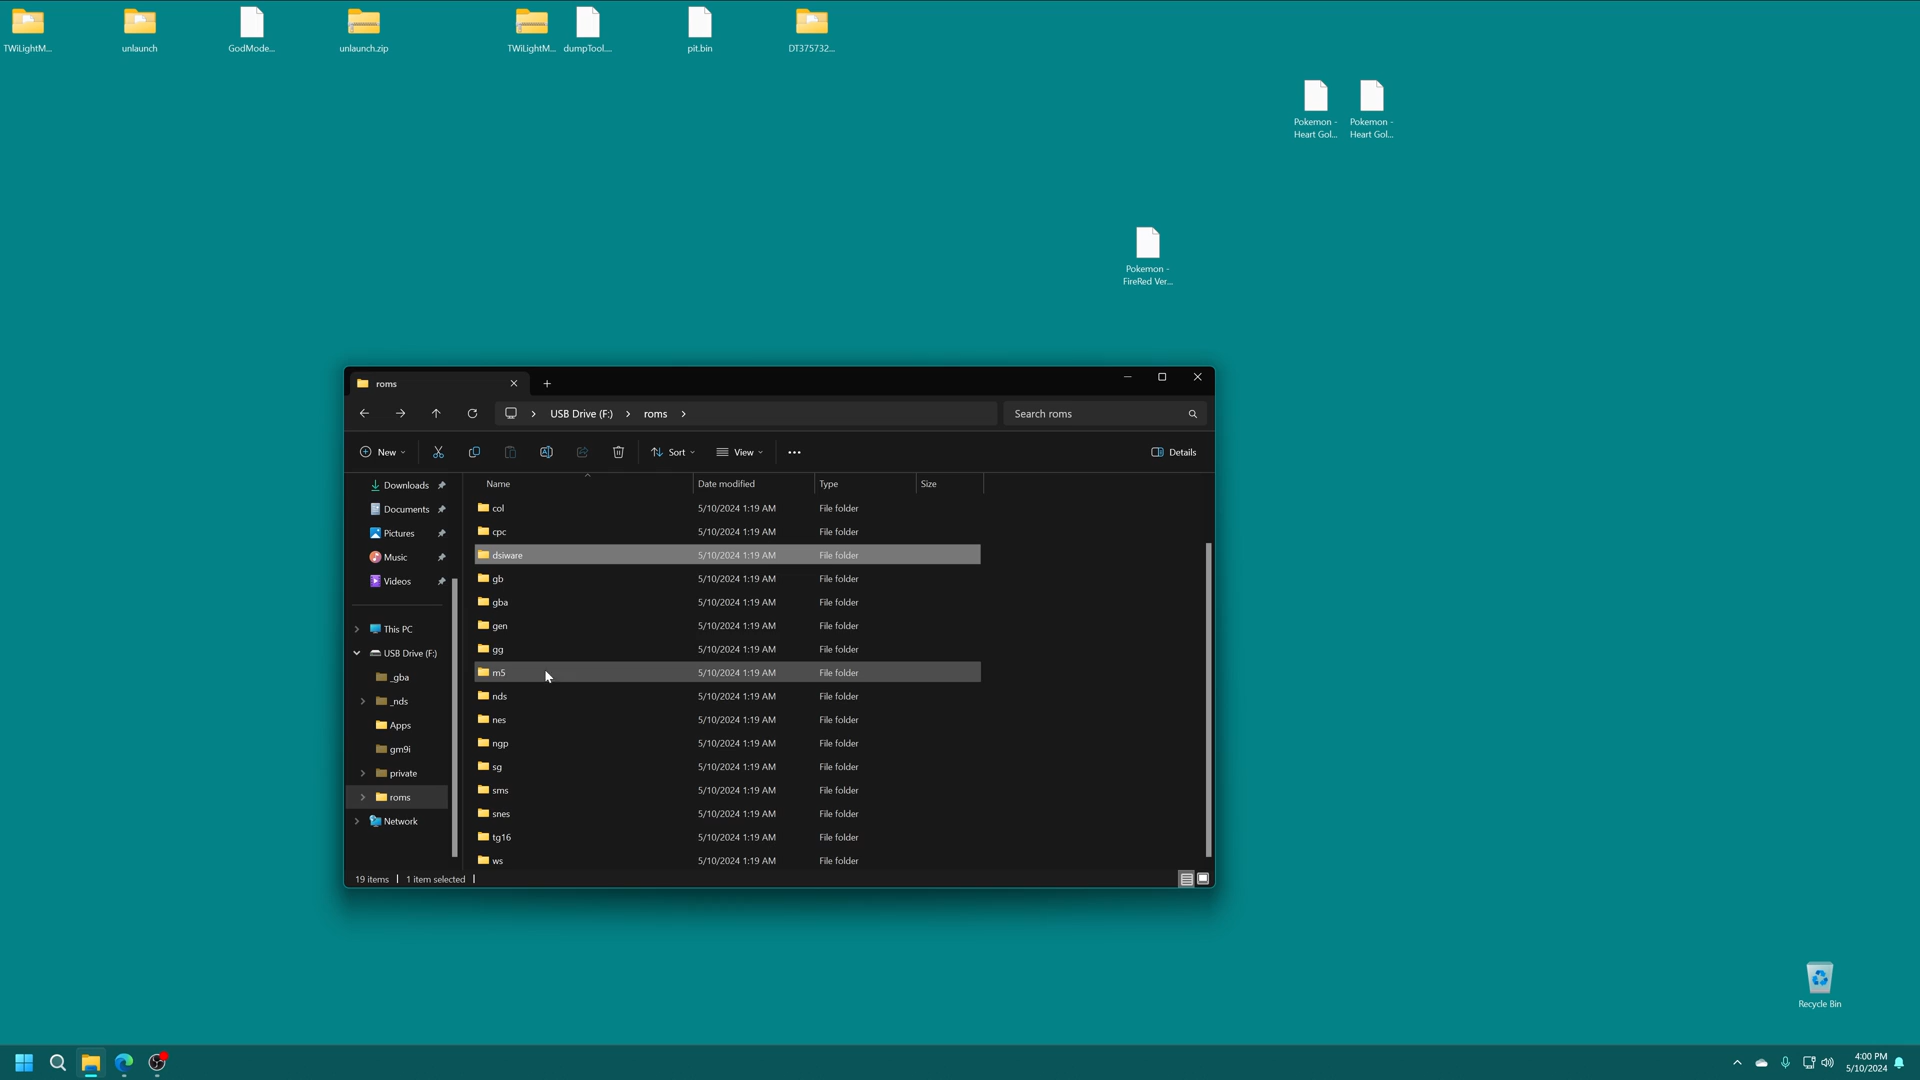 TWiLightM...
unlaunch
GodMode...
unlaunch.zip
TWiLightM...
dumpTool....
pit.bin
DT375732...
Pokemon -
Heart Gol...
Pokemon -
Heart Gol...
Pokemon -
FireRed Ver...
roms
USB Drive (F:)
roms
Search roms
New
Sort
View
Details
Downloads
Documents
Pictures
Music
Videos
This PC
USB Drive (F:)
_gba
_nds
Apps
gm9i
private
roms
Network
Name Date modified Type Size
col 5/10/2024 1:19 AM File folder
cpc 5/10/2024 1:19 AM File folder
dsiware 5/10/2024 1:19 AM File folder
gb 5/10/2024 1:19 AM File folder
gba 5/10/2024 1:19 AM File folder
gen 5/10/2024 1:19 AM File folder
gg 5/10/2024 1:19 AM File folder
m5 5/10/2024 1:19 AM File folder
nds 5/10/2024 1:19 AM File folder
nes 5/10/2024 1:19 AM File folder
ngp 5/10/2024 1:19 AM File folder
sg 5/10/2024 1:19 AM File folder
sms 5/10/2024 1:19 AM File folder
snes 5/10/2024 1:19 AM File folder
tg16 5/10/2024 1:19 AM File folder
ws 5/10/2024 1:19 AM File folder
19 items 1 item selected
Recycle Bin
4:00 PM
5/10/2024